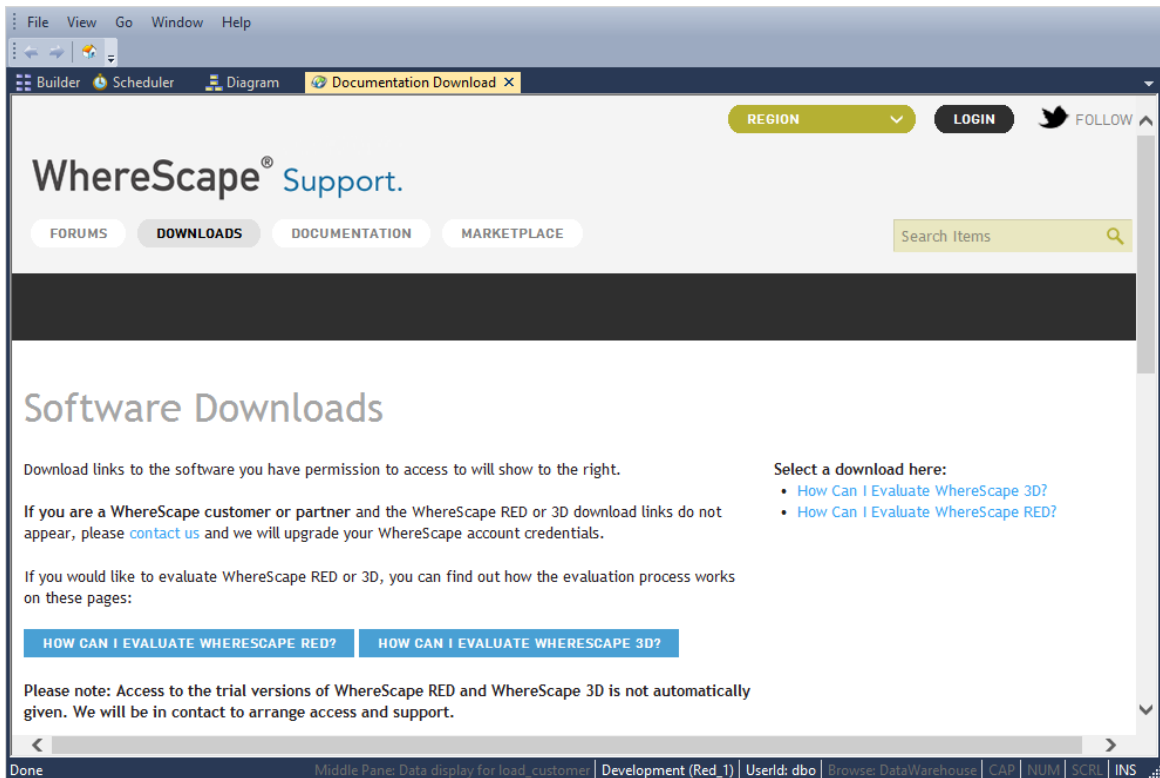 File View Go Window Help
Builder Scheduler Diagram Documentation Download
REGION LOGIN FOLLOW
WhereScape® Support.
FORUMS DOWNLOADS DOCUMENTATION MARKETPLACE Search Items
Software Downloads
Download links to the software you have permission to access to will show to the right.
If you are a WhereScape customer or partner and the WhereScape RED or 3D download links do not
appear, please contact us and we will upgrade your WhereScape account credentials.
If you would like to evaluate WhereScape RED or 3D, you can find out how the evaluation process works
on these pages:
HOW CAN I EVALUATE WHERESCAPE RED? HOW CAN I EVALUATE WHERESCAPE 3D?
Please note: Access to the trial versions of WhereScape RED and WhereScape 3D is not automatically
given. We will be in contact to arrange access and support.
Select a download here:
• How Can I Evaluate WhereScape 3D?
• How Can I Evaluate WhereScape RED?
Done Middle Pane: Data display for load_customer Development (Red_1) UserId: dbo Browse: DataWarehouse CAP NUM SCRL INS